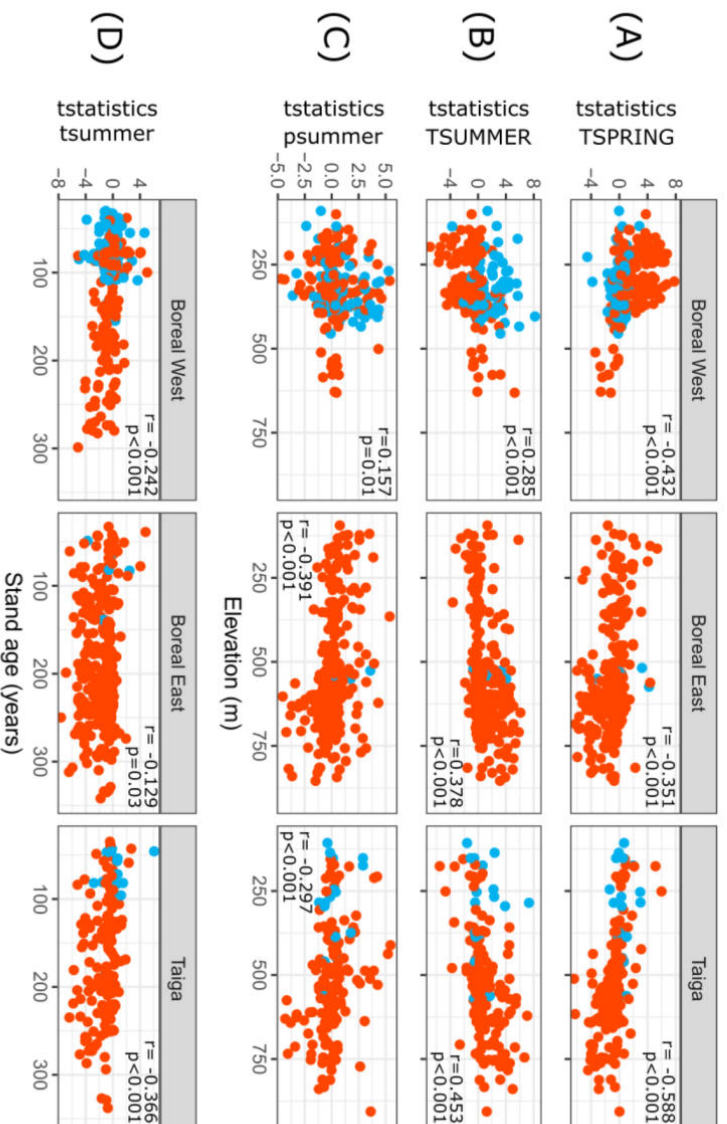 Boreal West
Boreal East
Taiga
(A)
tstatistics
TSPRING
8
4
0
−4
r= -0.432
p<0.001
r= -0.351
p<0.001
r= -0.588
p<0.001
(B)
tstatistics
TSUMMER
8
4
0
−4
r=0.285
p<0.001
r=0.378
p<0.001
r=0.453
p<0.001
(C)
tstatistics
psummer
5.0
2.5
0.0
−2.5
−5.0
r=0.157
p=0.01
r= -0.391
p<0.001
r= -0.297
p<0.001
250 500 750
250 500 750
250 500 750
Elevation (m)
Boreal West
Boreal East
Taiga
(D)
tstatistics
tsummer
4
0
−4
−8
r= -0.242
p<0.001
r= -0.129
p=0.03
r= -0.366
p<0.001
100 200 300
100 200 300
100 200 300
Stand age (years)